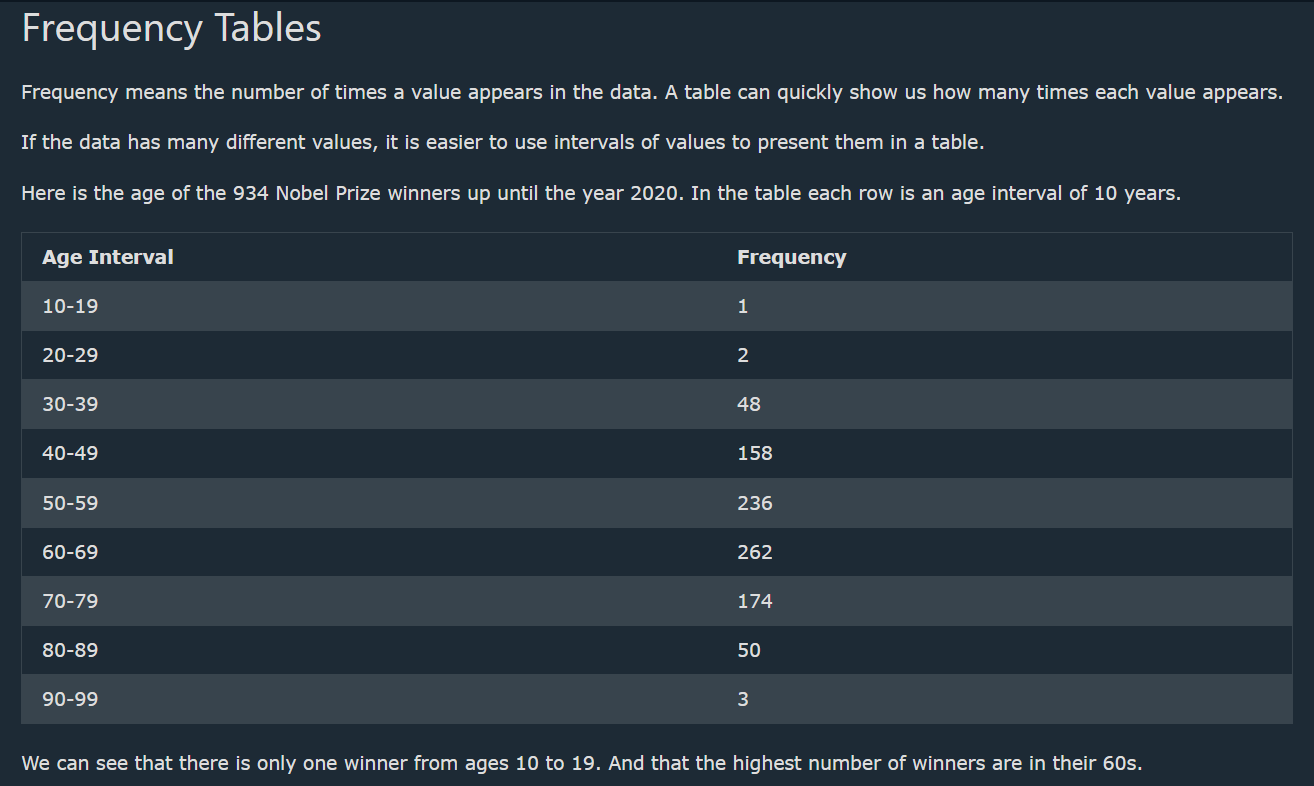 Frequency Tables
Frequency means the number of times a value appears in the data. A table can quickly show us how many times each value appears.
If the data has many different values, it is easier to use intervals of values to present them in a table.
Here is the age of the 934 Nobel Prize winners up until the year 2020. In the table each row is an age interval of 10 years.
Age Interval Frequency
10-19 1
20-29 2
30-39 48
40-49 158
50-59 236
60-69 262
70-79 174
80-89 50
90-99 3
We can see that there is only one winner from ages 10 to 19. And that the highest number of winners are in their 60s.